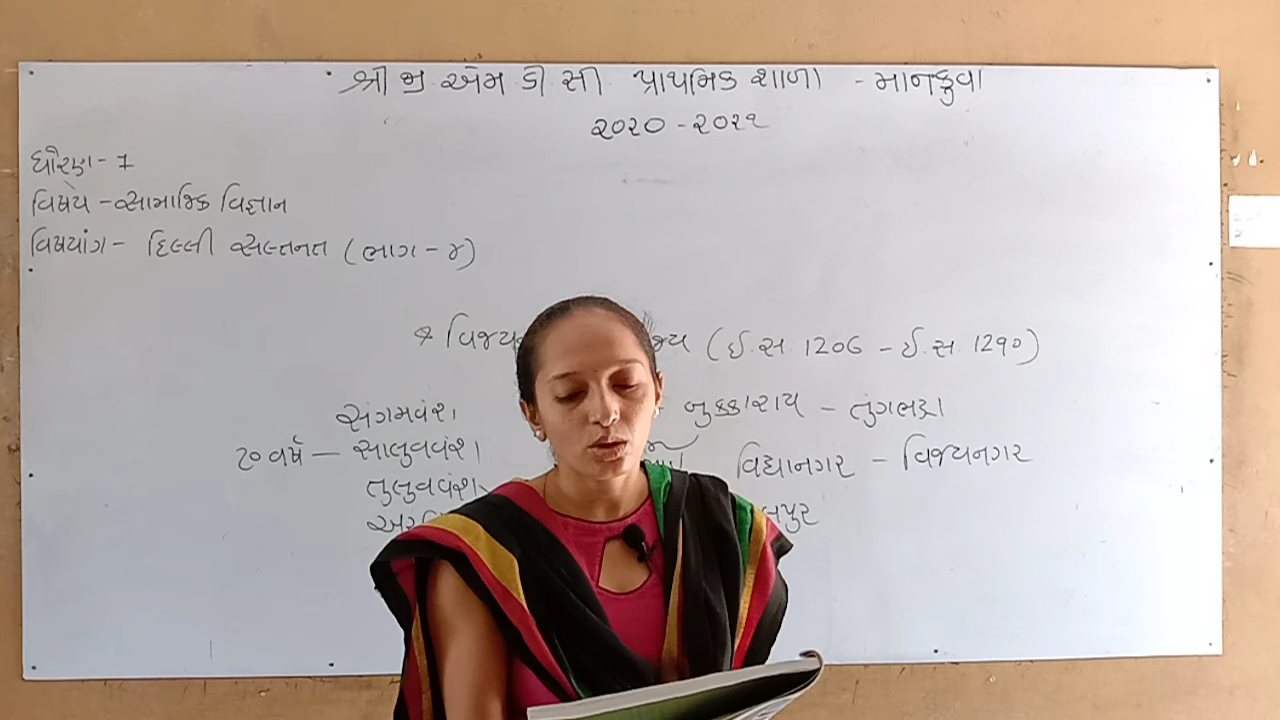 શ્રી જી. એમ. ડી. સી. પ્રાથમિક શાળા - માનકુવા
૨૦૨૦ - ૨૦૨૧
ધોરણ - 7
વિષય - સામાજિક વિજ્ઞાન
વિષયાંગ - દિલ્લી સલ્તનત (ભાગ - ૪)
(ઈ.સ. 1206 - ઈ.સ. 1290)
સંગમવંશ બુક્કારાય - તુંગભદ્રા
૨૦ વર્ષ - સાલુવવંશ વિદ્યાનગર - વિજયનગર
તુલુવવંશ